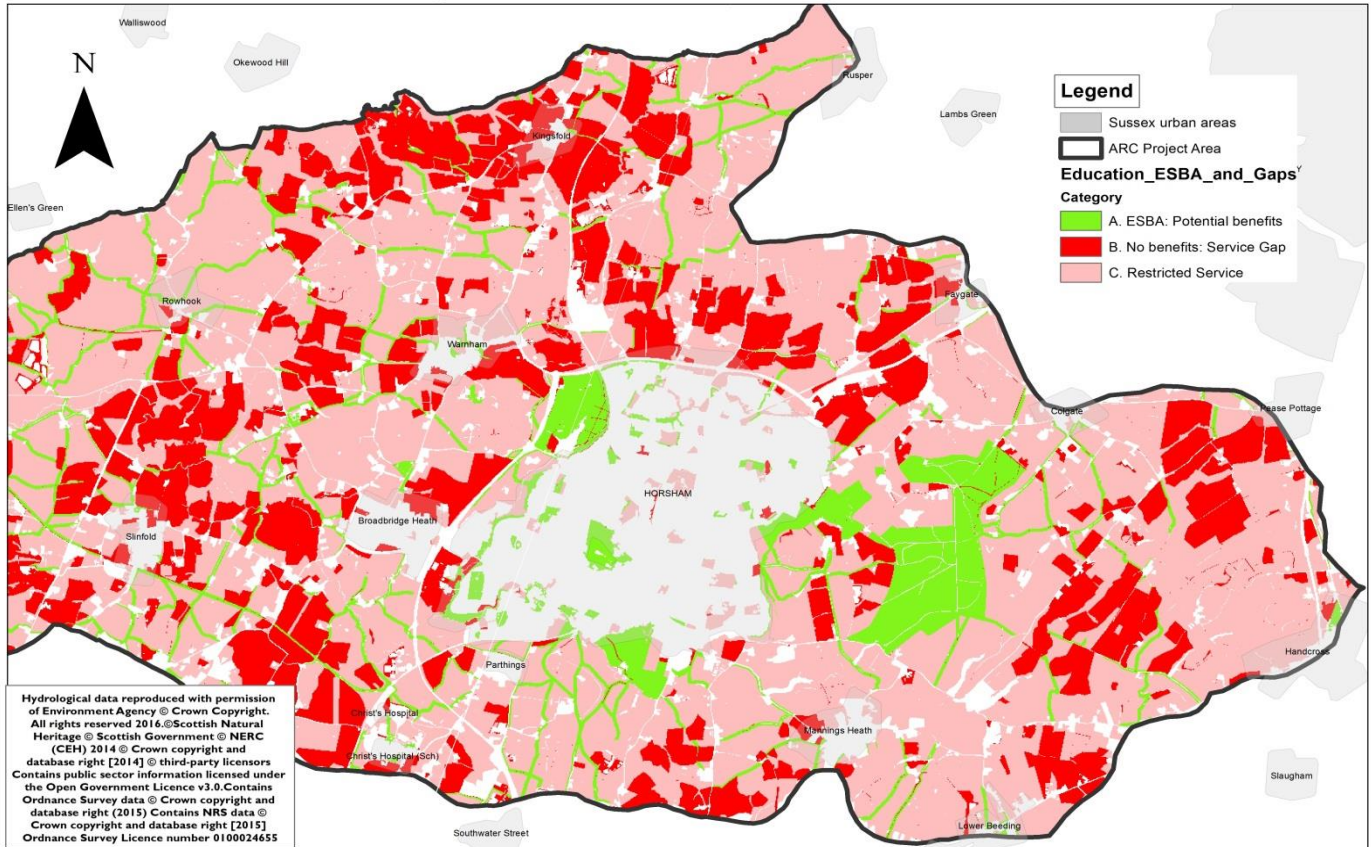 Walliswood
Okewood Hill
N
Rusper
Lambs Green
Kingsfold
Ellen's Green
Rowhook
Warnham
Faygate
Colgate
Pease Pottage
HORSHAM
Broadbridge Heath
Slinfold
Parthings
Handcross
Christ's Hospital
Mannings Heath
Christ's Hospital (Sch)
Slaugham
Southwater Street
Lower Beeding
Legend
Sussex urban areas
ARC Project Area
Education_ESBA_and_Gaps
Category
A. ESBA: Potential benefits
B. No benefits: Service Gap
C. Restricted Service
Hydrological data reproduced with permission
of Environment Agency © Crown Copyright.
All rights reserved 2016.©Scottish Natural
Heritage © Scottish Government © NERC
(CEH) 2014 © Crown copyright and
database right [2014] © third-party licensors
Contains public sector information licensed under
the Open Government Licence v3.0.Contains
Ordnance Survey data © Crown copyright and
database right (2015) Contains NRS data ©
Crown copyright and database right [2015]
Ordnance Survey Licence number 0100024655